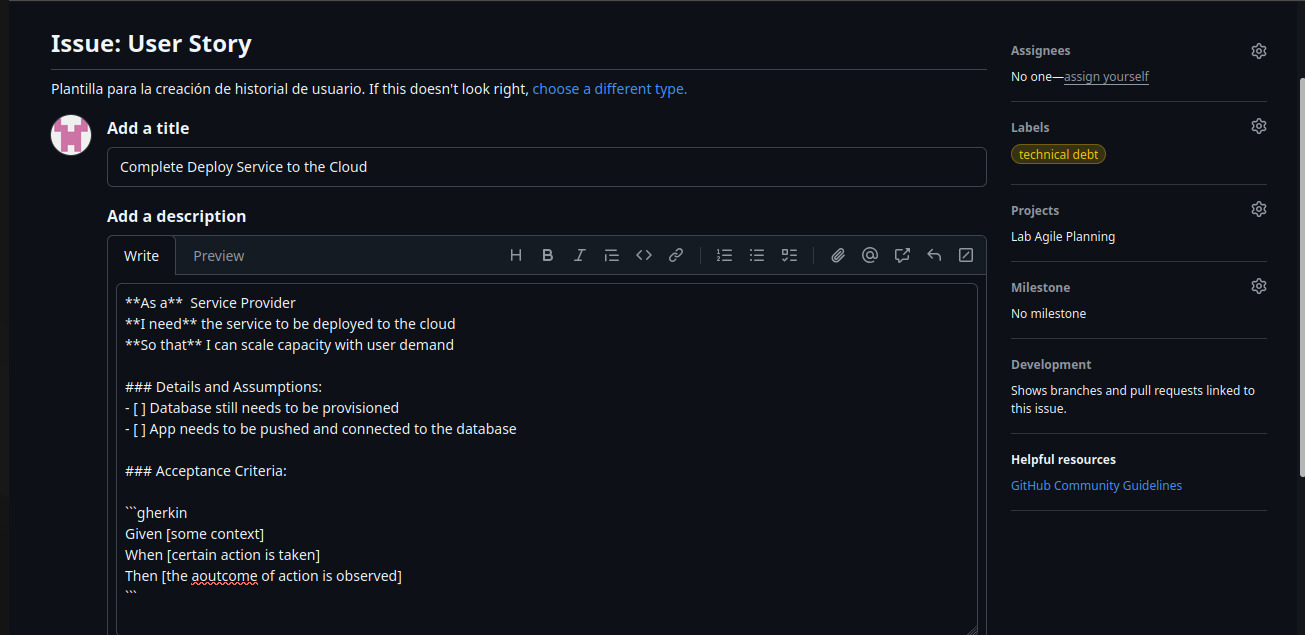 Issue: User Story
Plantilla para la creación de historial de usuario. If this doesn't look right, choose a different type.
Add a title
Complete Deploy Service to the Cloud
Add a description
Write Preview
**As a**  Service Provider
**I need** the service to be deployed to the cloud
**So that** I can scale capacity with user demand
### Details and Assumptions:
- [ ] Database still needs to be provisioned
- [ ] App needs to be pushed and connected to the database
### Acceptance Criteria:
```gherkin
Given [some context]
When [certain action is taken]
Then [the aoutcome of action is observed]
```
Assignees
No one—assign yourself
Labels
technical debt
Projects
Lab Agile Planning
Milestone
No milestone
Development
Shows branches and pull requests linked to
this issue.
Helpful resources
GitHub Community Guidelines